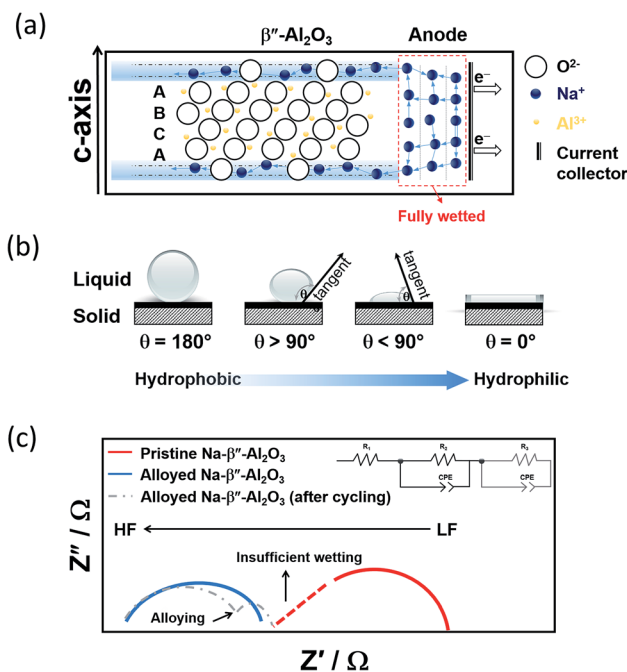 (a)
β″-Al₂O₃ Anode
c-axis
A
B
C
A
e⁻
e⁻
O²⁻
Na⁺
Al³⁺
Current
collector
Fully wetted
(b)
Liquid
Solid
tangent
θ
tangent
θ
θ = 180° θ > 90° θ < 90° θ = 0°
Hydrophobic Hydrophilic
(c)
Pristine Na-β″-Al₂O₃
Alloyed Na-β″-Al₂O₃
Alloyed Na-β″-Al₂O₃ (after cycling)
R₁ R₂ R₃
CPE CPE
HF LF
Insufficient wetting
Alloying
Z″ / Ω
Z′ / Ω